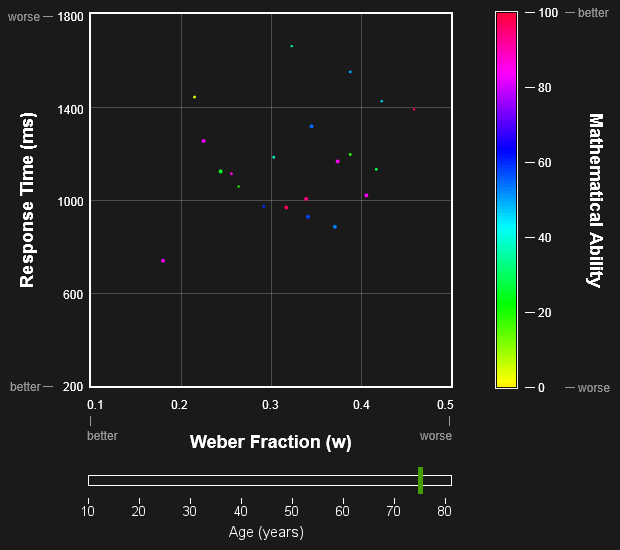 worse
1800
1400
1000
600
better
200
Response Time (ms)
0.1
0.2
0.3
0.4
0.5
better
worse
Weber Fraction (w)
10
20
30
40
50
60
70
80
Age (years)
100
better
80
60
40
20
0
worse
Mathematical Ability